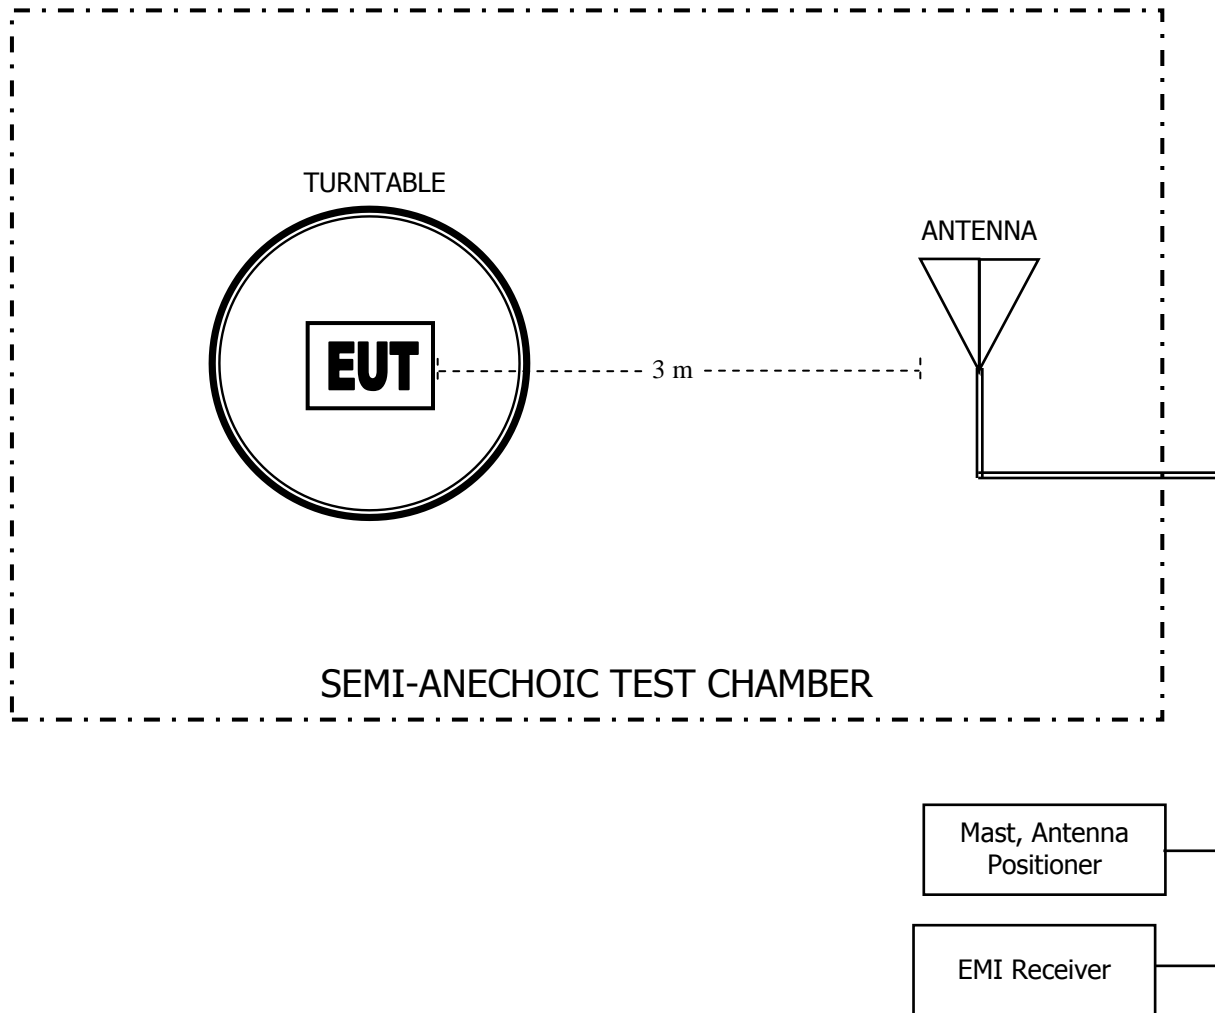 TURNTABLE
ANTENNA
EUT
3 m
SEMI-ANECHOIC TEST CHAMBER
Mast, Antenna
Positioner
EMI Receiver